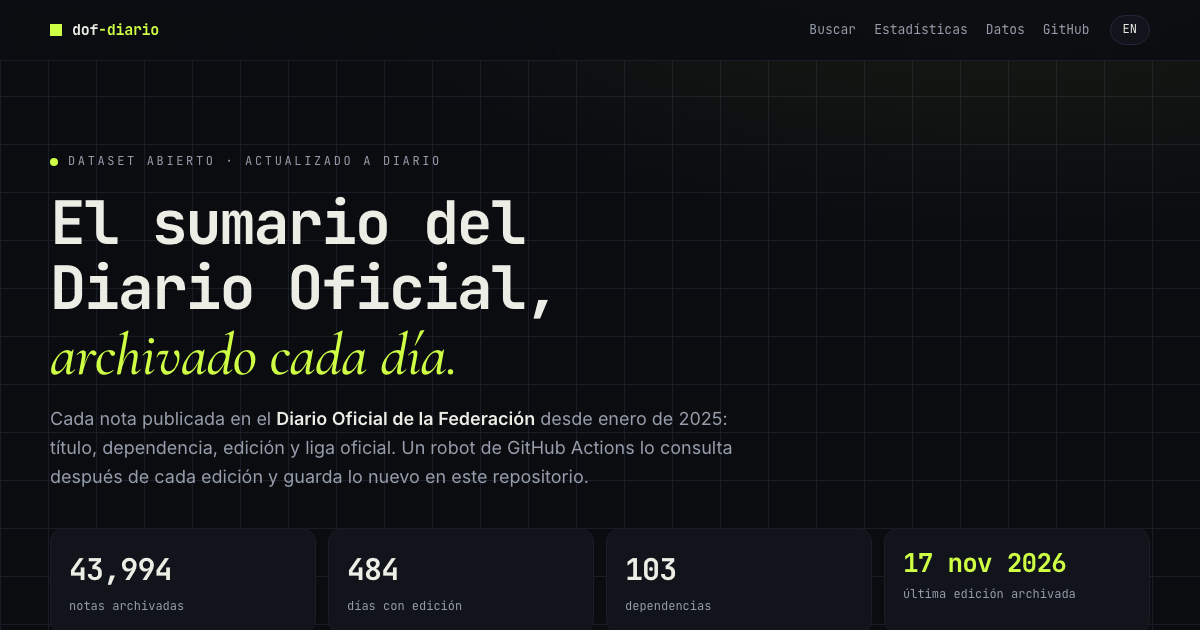 dof-diario
Buscar Estadísticas Datos GitHub EN
DATASET ABIERTO · ACTUALIZADO A DIARIO
El sumario del
Diario Oficial,
archivado cada día.
Cada nota publicada en el Diario Oficial de la Federación desde enero de 2025:
título, dependencia, edición y liga oficial. Un robot de GitHub Actions lo consulta
después de cada edición y guarda lo nuevo en este repositorio.
43,994
notas archivadas
484
días con edición
103
dependencias
17 nov 2026
última edición archivada